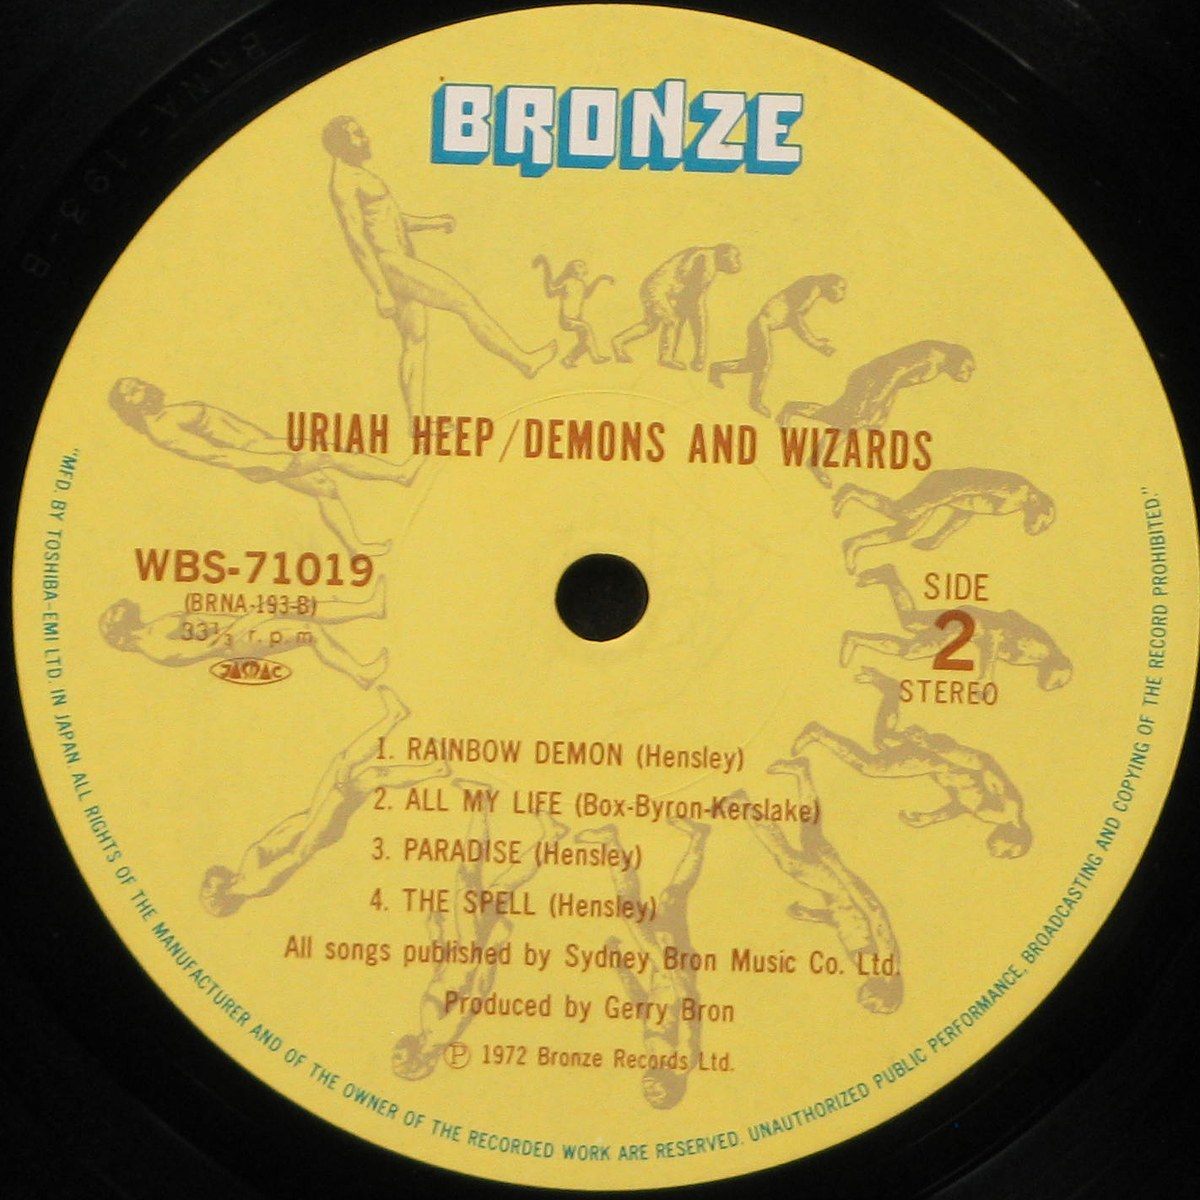 BRONZE
URIAH HEEP/DEMONS AND WIZARDS
WBS-71019
(BRNA-193-B)
33⅓ r.p.m
JASRAC
SIDE
2
STEREO
1. RAINBOW DEMON (Hensley)
2. ALL MY LIFE (Box-Byron-Kerslake)
3. PARADISE (Hensley)
4. THE SPELL (Hensley)
All songs published by Sydney Bron Music Co. Ltd.
Produced by Gerry Bron
Ⓟ 1972 Bronze Records Ltd.
"MFD. BY TOSHIBA-EMI LTD. IN JAPAN ALL RIGHTS OF THE MANUFACTURER AND OF THE OWNER OF THE RECORDED WORK ARE RESERVED. UNAUTHORIZED PUBLIC PERFORMANCE, BROADCASTING AND COPYING OF THE RECORD PROHIBITED."
BRNA-193-B